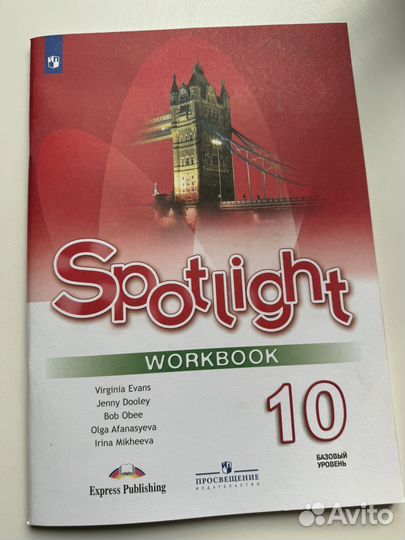 Spotlight
WORKBOOK
Virginia Evans
Jenny Dooley
Bob Obee
Olga Afanasyeva
Irina Mikheeva
10
БАЗОВЫЙ
УРОВЕНЬ
Express Publishing
ПРОСВЕЩЕНИЕ
ИЗДАТЕЛЬСТВО
Avito